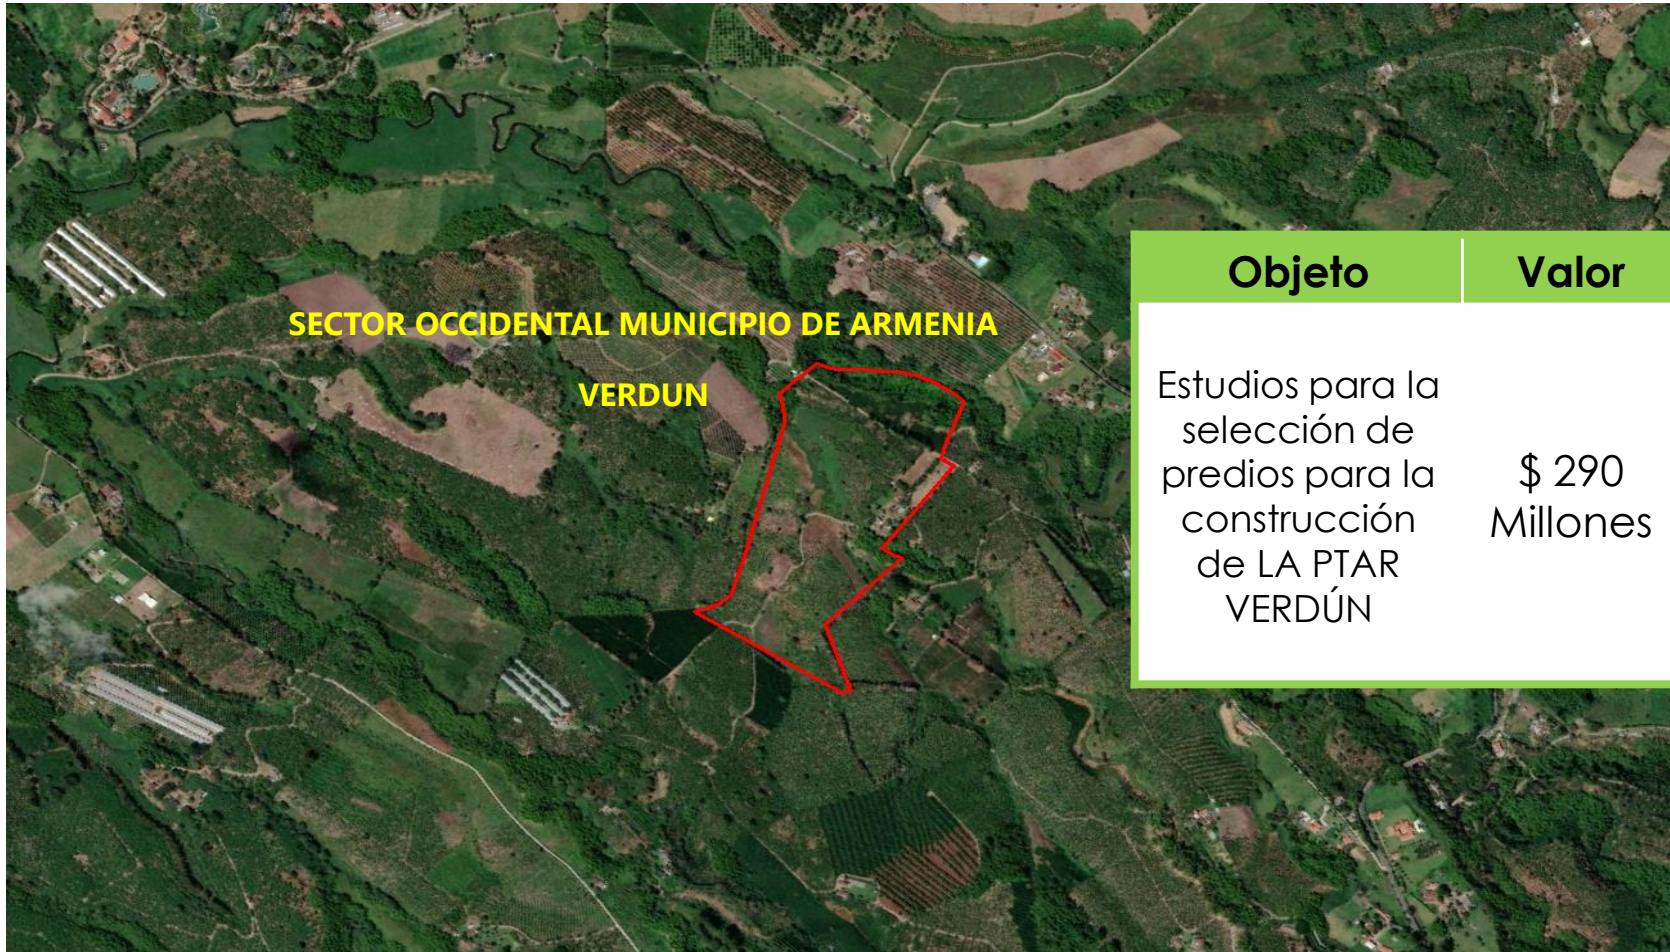 SECTOR OCCIDENTAL MUNICIPIO DE ARMENIA
VERDUN
Objeto
Valor
Estudios para la
selección de
predios para la
construcción
de LA PTAR
VERDÚN
$ 290
Millones